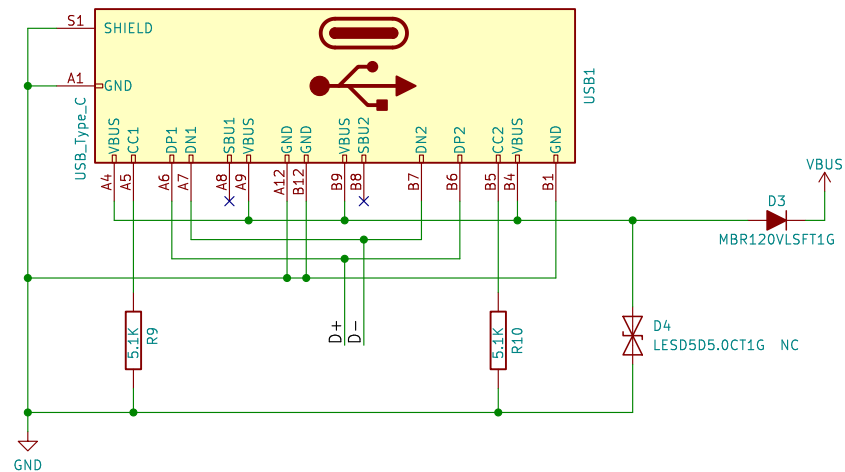 S1
SHIELD
A1
GND
USB1
USB_Type_C
VBUS
CC1
DP1
DN1
SBU1
VBUS
GND
GND
VBUS
SBU2
DN2
DP2
CC2
VBUS
GND
A4
A5
A6
A7
A8
A9
A12
B12
B9
B8
B7
B6
B5
B4
B1
VBUS
D3
MBR120VLSFT1G
5.1K
R9
D+
D-
5.1K
R10
D4
LESD5D5.0CT1G NC
GND